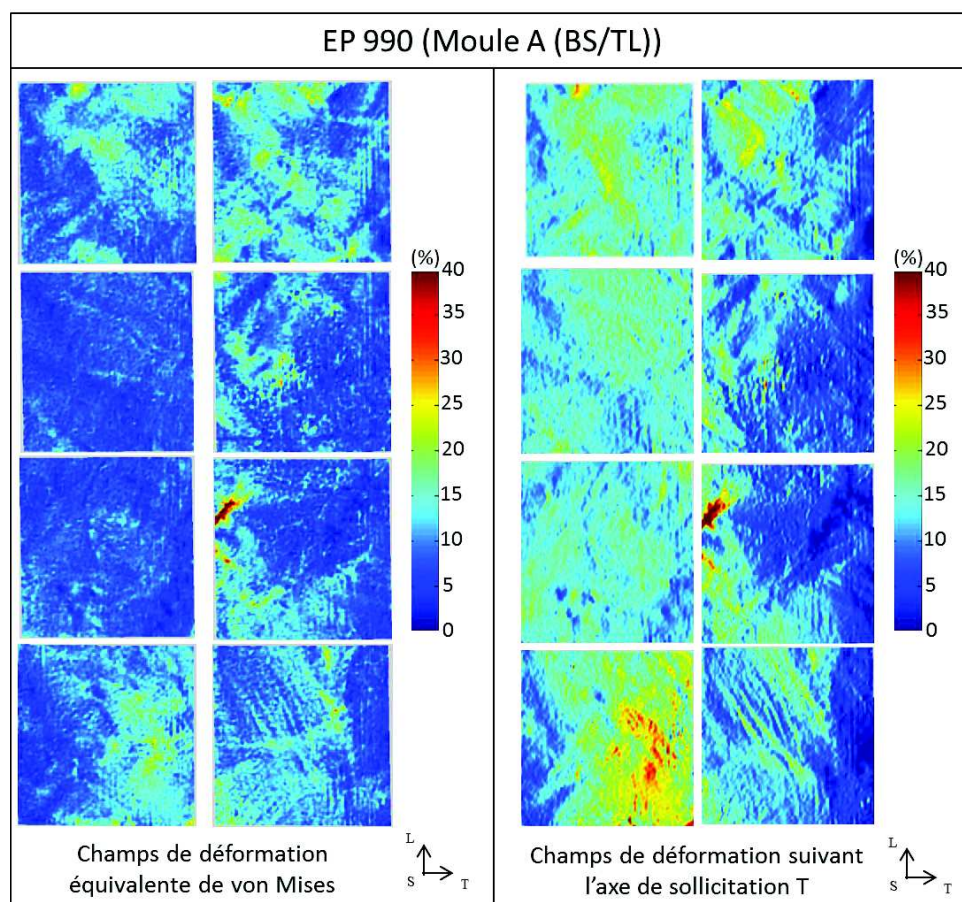 EP 990 (Moule A (BS/TL))
(%)
40
35
30
25
20
15
10
5
0
(%)
40
35
30
25
20
15
10
5
0
Champs de déformation
équivalente de von Mises
L
S T
Champs de déformation suivant
l'axe de sollicitation T
L
S T